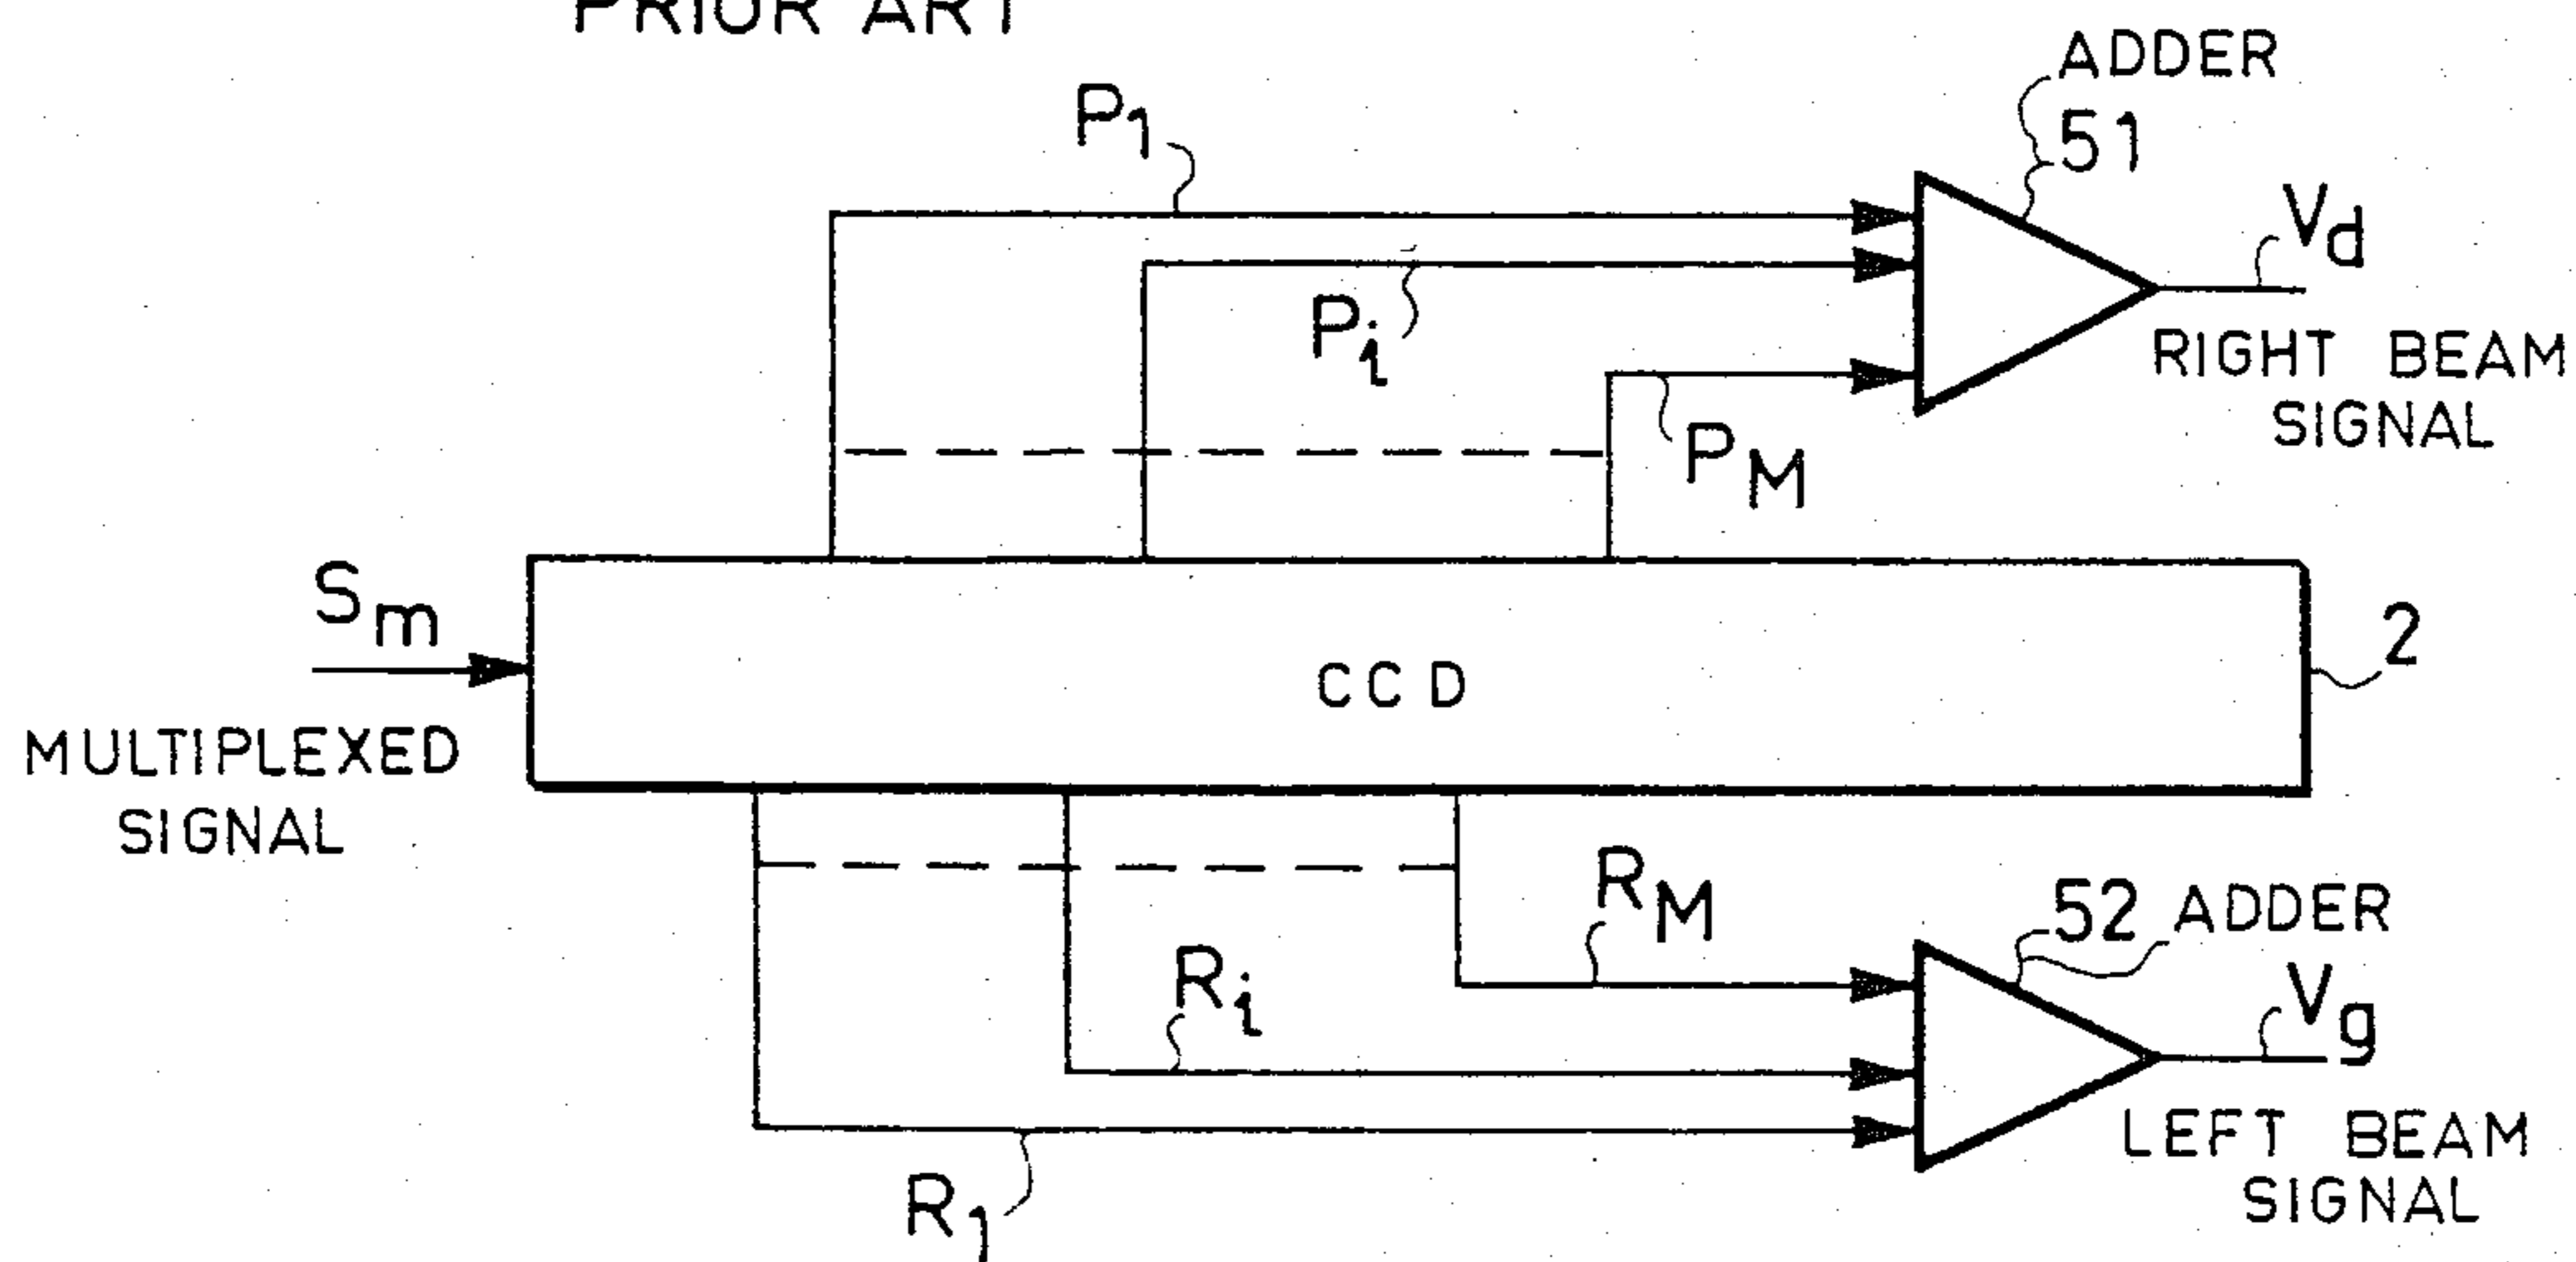 PRIOR ART
ADDER
51
P1
Vd
Pi
RIGHT BEAM
SIGNAL
PM
Sm
2
CCD
MULTIPLEXED
SIGNAL
RM
52 ADDER
Ri
Vg
LEFT BEAM
SIGNAL
R1